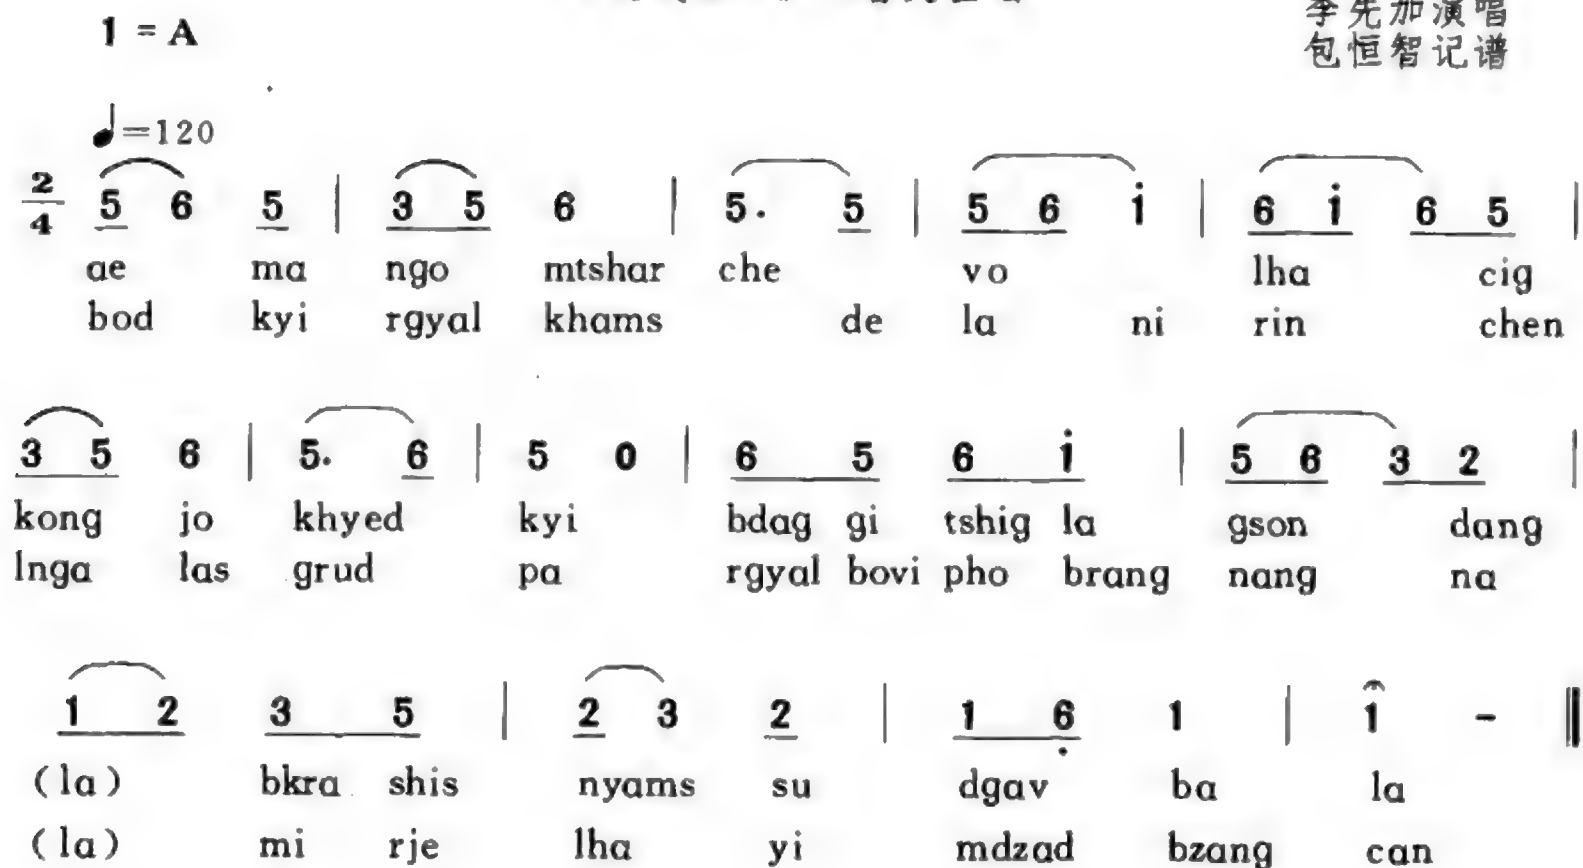 李先加演唱
1 = A
包恒智记谱
♩=120
2/4 5 6 5 | 3 5 6 | 5. 5 | 5 6 i | 6 i 6 5 |
ae ma ngo mtshar che vo lha cig
bod kyi rgyal khams de la ni rin chen
3 5 6 | 5. 6 | 5 0 | 6 5 6 i | 5 6 3 2 |
kong jo khyed kyi bdag gi tshig la gson dang
lnga las grud pa rgyal bovi pho brang nang na
1 2 3 5 | 2 3 2 | 1 6 1 | 1 - ‖
(la) bkra shis nyams su dgav ba la
(la) mi rje lha yi mdzad bzang can